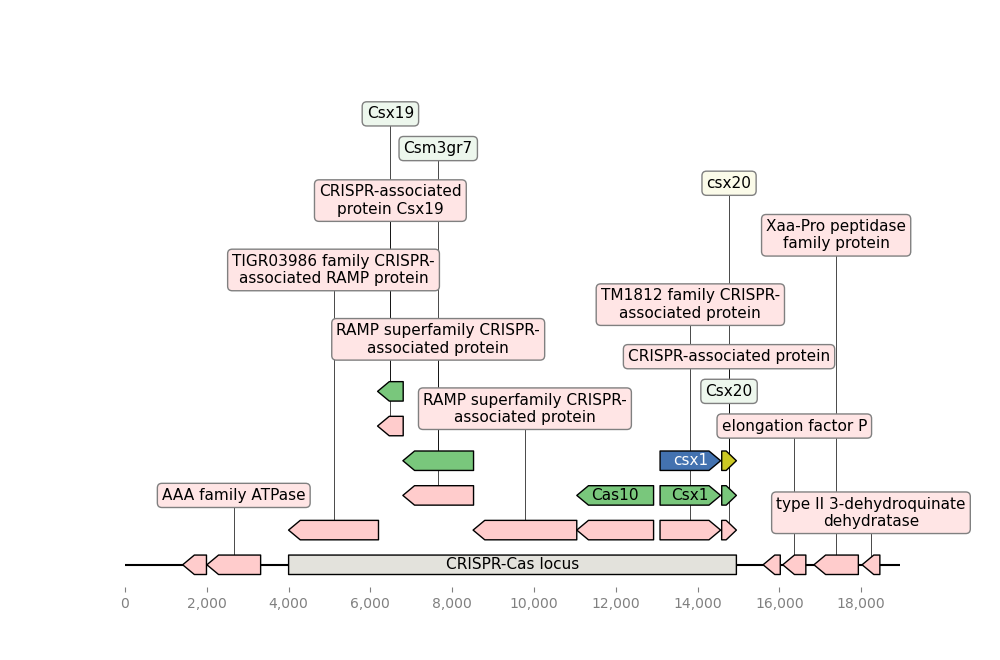 Csx19
Csm3gr7
CRISPR-associated
protein Csx19
csx20
Xaa-Pro peptidase
family protein
TIGR03986 family CRISPR-
associated RAMP protein
TM1812 family CRISPR-
associated protein
RAMP superfamily CRISPR-
associated protein
CRISPR-associated protein
Csx20
RAMP superfamily CRISPR-
associated protein
elongation factor P
csx1
AAA family ATPase
Cas10
Csx1
type II 3-dehydroquinate
dehydratase
CRISPR-Cas locus
0 2,000 4,000 6,000 8,000 10,000 12,000 14,000 16,000 18,000